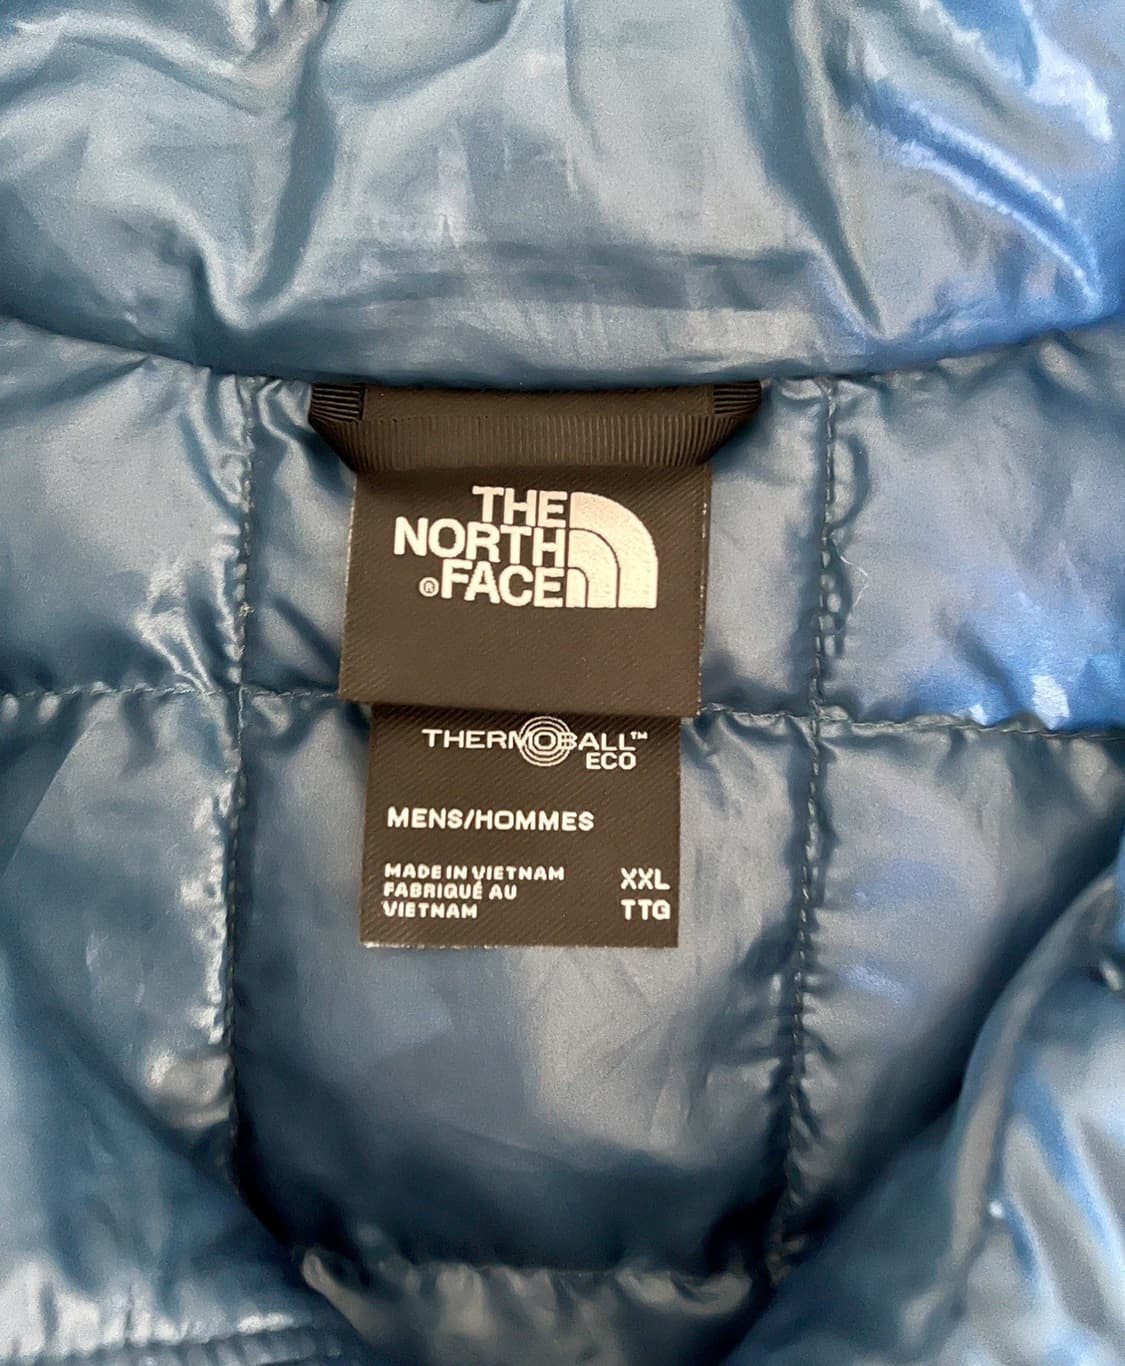 THE
NORTH
®FACE
THERMOBALL™
ECO
MENS/HOMMES
MADE IN VIETNAM
FABRIQUÉ AU
VIETNAM
XXL
TTG